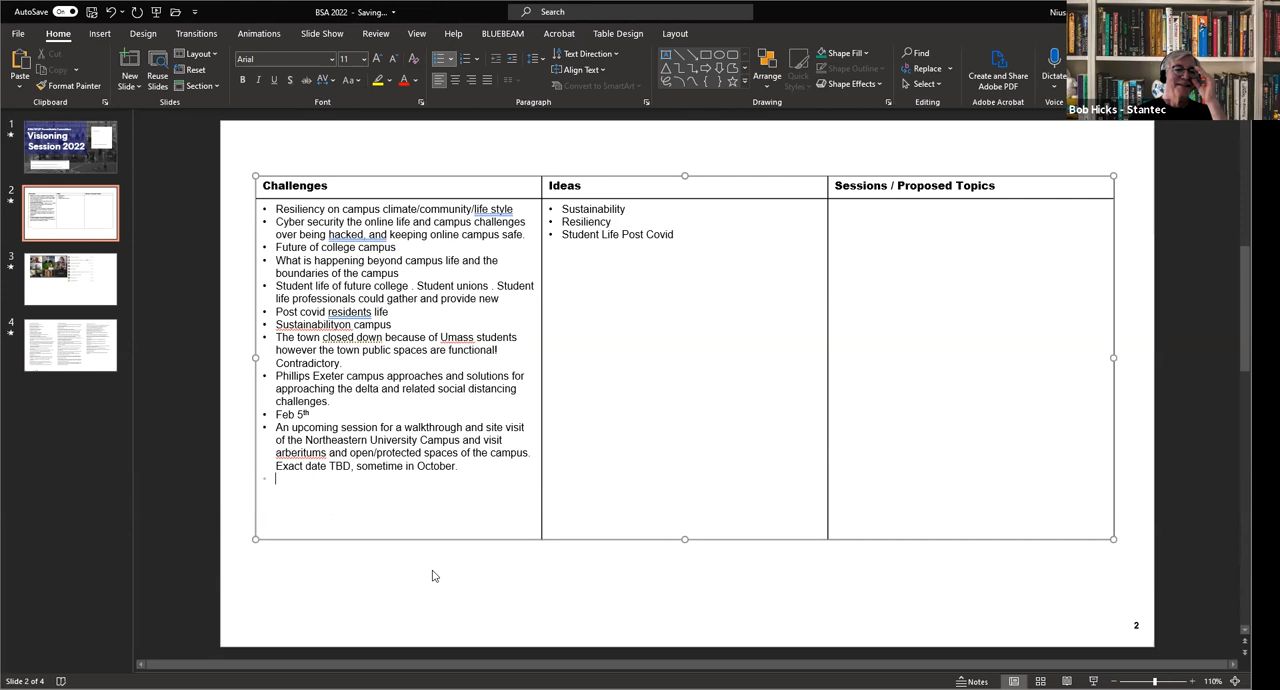 AutoSave On BSA 2022 - Saving... Search Nius
File Home Insert Design Transitions Animations Slide Show Review View Help BLUEBEAM Acrobat Table Design Layout
Paste Cut Copy Format Painter
Clipboard
New Slide Reuse Slides Layout Reset Section
Slides
Arial 11
Font
Text Direction Align Text Convert to SmartArt
Paragraph
Arrange Quick Styles Shape Fill Shape Outline Shape Effects
Drawing
Find Replace Select
Editing
Create and Share Adobe PDF
Adobe Acrobat
Dictate
Voice
Bob Hicks - Stantec
1
Visioning
Session 2022
2
3
4
Challenges
• Resiliency on campus climate/community/life style
• Cyber security the online life and campus challenges
over being hacked, and keeping online campus safe.
• Future of college campus
• What is happening beyond campus life and the
boundaries of the campus
• Student life of future college . Student unions . Student
life professionals could gather and provide new
• Post covid residents life
• Sustainabilityon campus
• The town closed down because of Umass students
however the town public spaces are functionall
Contradictory.
• Phillips Exeter campus approaches and solutions for
approaching the delta and related social distancing
challenges.
• Feb 5th
• An upcoming session for a walkthrough and site visit
of the Northeastern University Campus and visit
arberitums and open/protected spaces of the campus.
Exact date TBD, sometime in October.
Ideas
• Sustainability
• Resiliency
• Student Life Post Covid
Sessions / Proposed Topics
2
Slide 2 of 4 Notes 110%